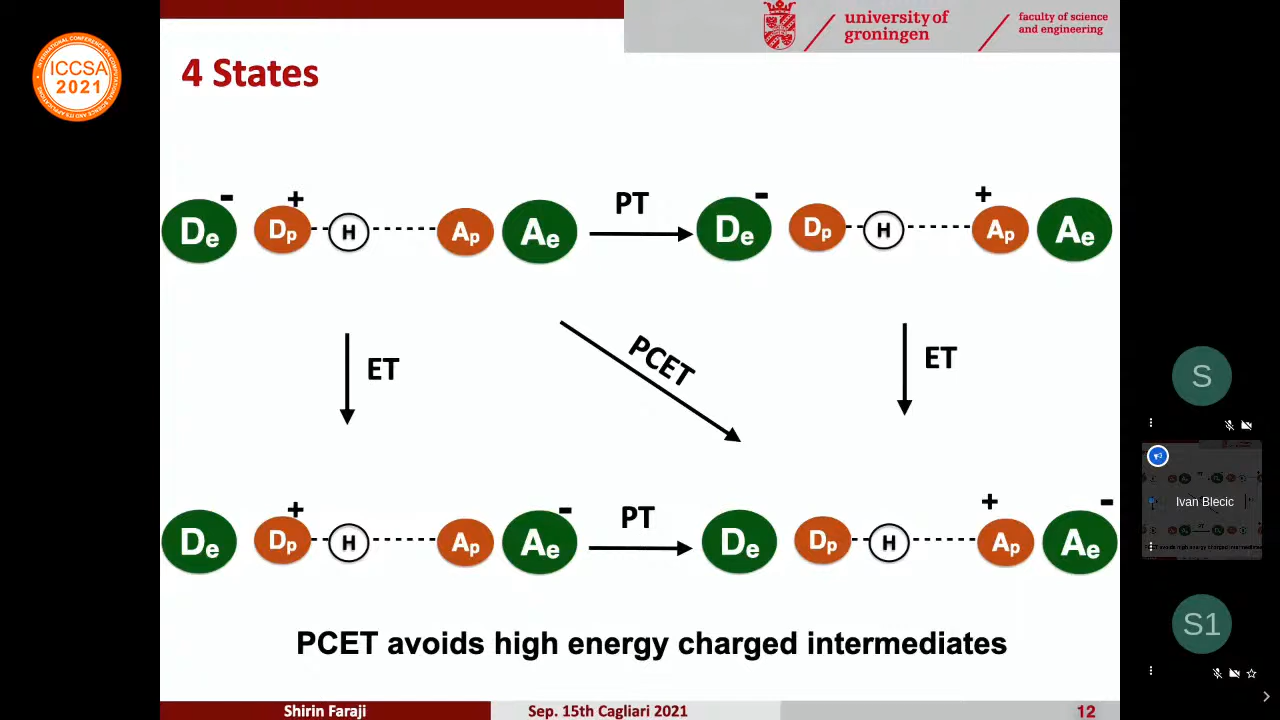 ICCSA
2021
university of
groningen
faculty of science
and engineering
4 States
De - Dp + H Ap Ae PT De - Dp H Ap + Ae
ET PCET ET
De Dp + H Ap Ae - PT De Dp H Ap + Ae -
PCET avoids high energy charged intermediates
Shirin Faraji Sep. 15th Cagliari 2021 12
S
Ivan Blecic
S1